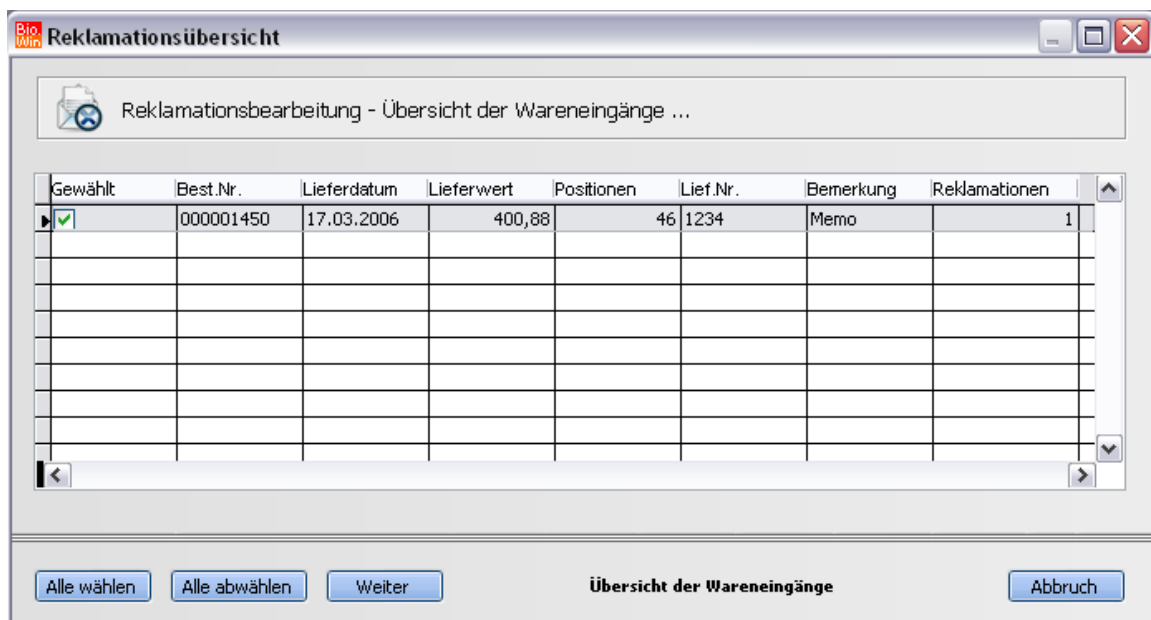 Bio Win Reklamationsübersicht
Reklamationsbearbeitung - Übersicht der Wareneingänge ...
Gewählt Best.Nr. Lieferdatum Lieferwert Positionen Lief.Nr. Bemerkung Reklamationen
000001450 17.03.2006 400,88 46 1234 Memo 1
Alle wählen Alle abwählen Weiter Übersicht der Wareneingänge Abbruch